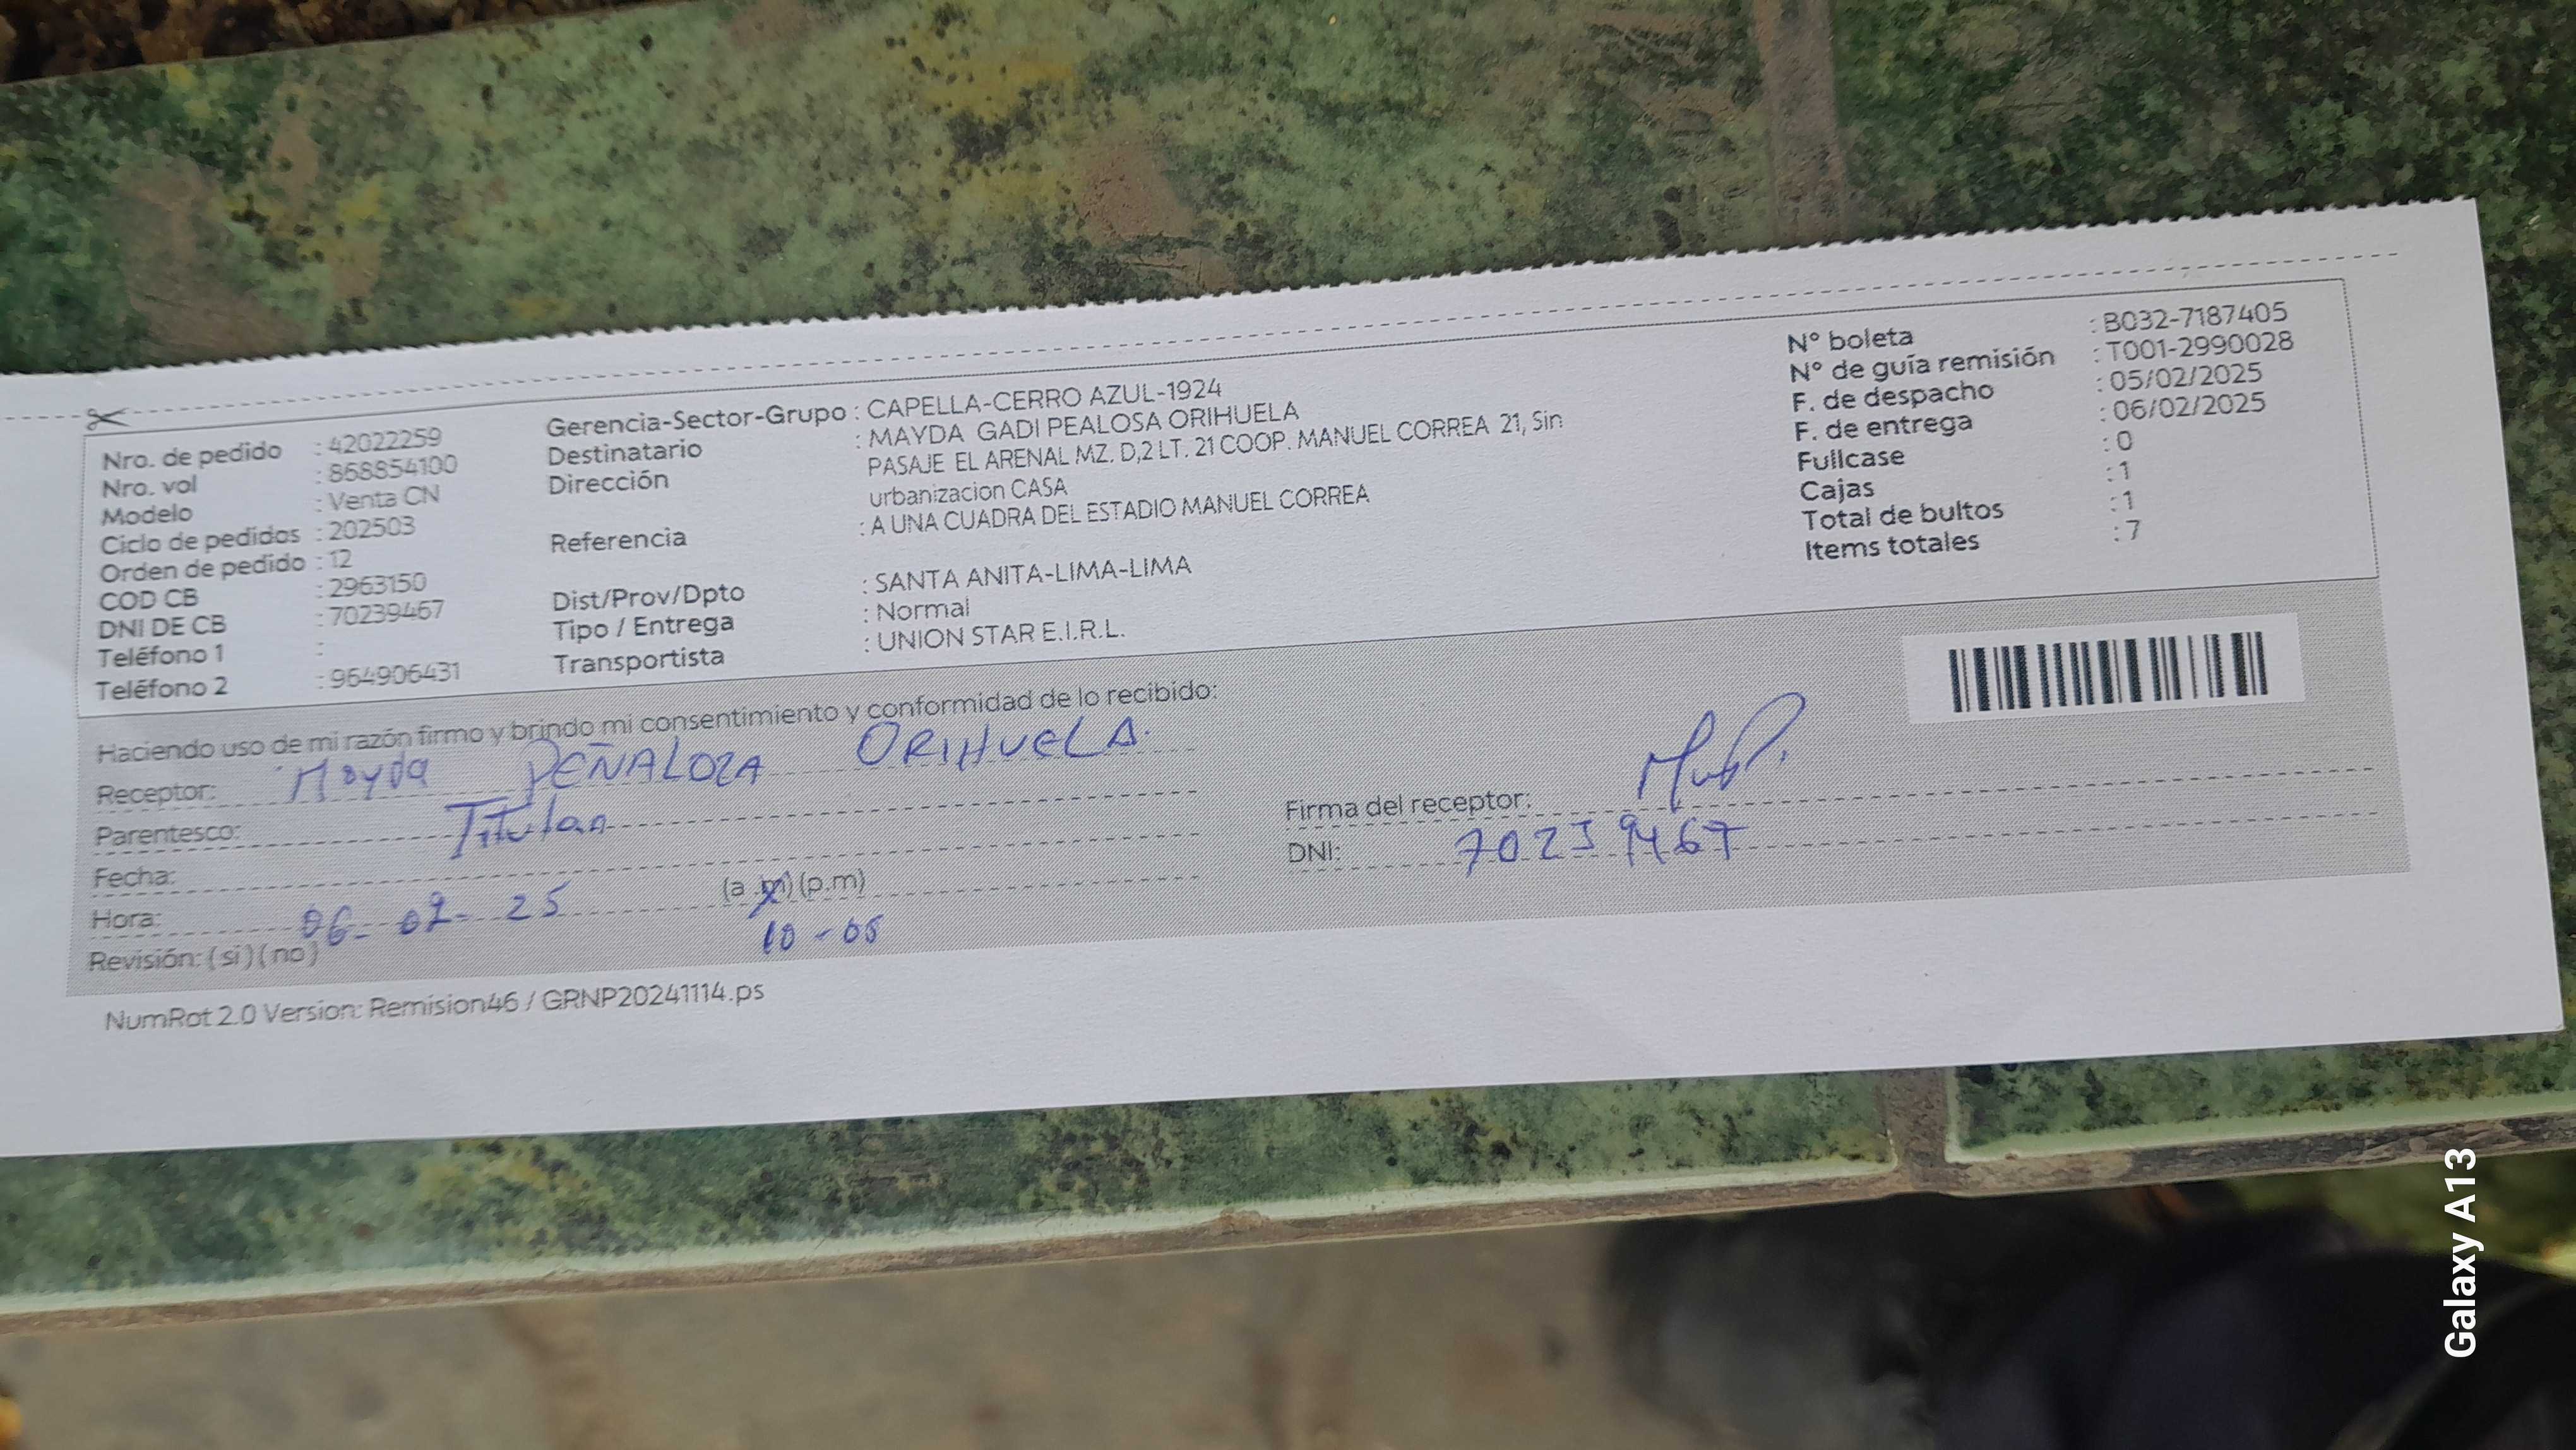 Nro. de pedido : 42022259
Nro. vol : 868854100
Modelo : Venta CN
Ciclo de pedidos : 202503
Orden de pedido : 12
COD CB : 2963150
DNI DE CB : 70239467
Teléfono 1 :
Teléfono 2 : 964906431
Gerencia-Sector-Grupo : CAPELLA-CERRO AZUL-1924
Destinatario : MAYDA GADI PEALOSA ORIHUELA
Dirección PASAJE EL ARENAL MZ. D,2 LT. 21 COOP. MANUEL CORREA 21, Sin
urbanizacion CASA
Referencia : A UNA CUADRA DEL ESTADIO MANUEL CORREA
Dist/Prov/Dpto : SANTA ANITA-LIMA-LIMA
Tipo / Entrega : Normal
Transportista : UNION STAR E.I.R.L.
N° boleta : B032-7187405
N° de guía remisión : T001-2990028
F. de despacho : 05/02/2025
F. de entrega : 06/02/2025
Fullcase : 0
Cajas : 1
Total de bultos : 1
Items totales : 7
Haciendo uso de mi razón firmo y brindo mi consentimiento y conformidad de lo recibido:
Receptor: Mayda PEÑALOZA ORIHUELA.
Parentesco: Titular
Fecha:
Hora: 06-02-25 (a.m) (p.m)
10-05
Revisión: ( si ) ( no )
Firma del receptor:
DNI: 70239467
NumRot 2.0 Version: Remision46 / GRNP20241114.ps
Galaxy A13